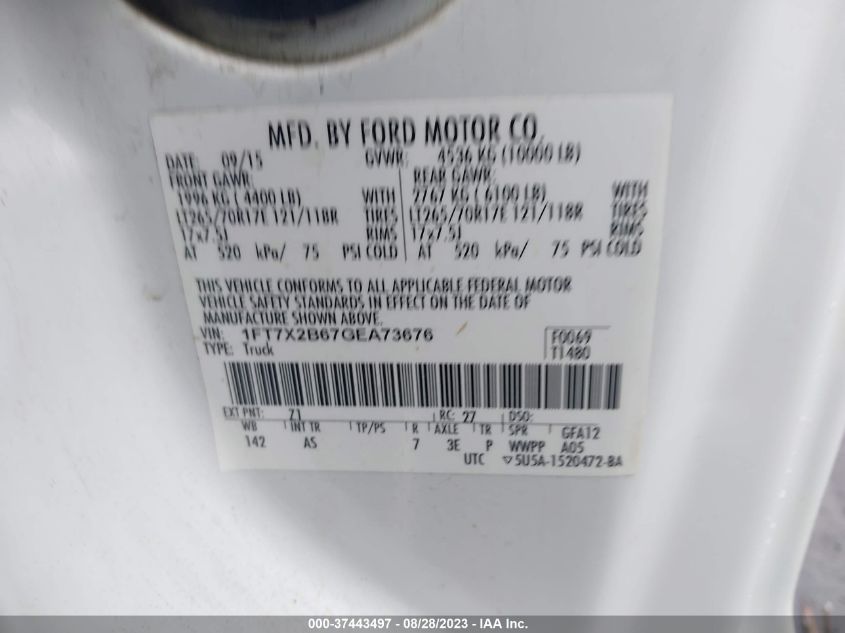 MFD. BY FORD MOTOR CO.
DATE: 09/15 GVWR: 4536 KG (10000 LB)
FRONT GAWR: REAR GAWR:
1996 KG ( 4400 LB) WITH 2767 KG ( 6100 LB) WITH
LT265/70R17E 121/118R TIRES LT265/70R17E 121/118R TIRES
17x7.5J RIMS 17x7.5J RIMS
AT 520 kPa/ 75 PSI COLD AT 520 kPa/ 75 PSI COLD
THIS VEHICLE CONFORMS TO ALL APPLICABLE FEDERAL MOTOR
VEHICLE SAFETY STANDARDS IN EFFECT ON THE DATE OF
MANUFACTURE SHOWN ABOVE.
VIN: 1FT7X2B67GEA73676 F0069
TYPE: Truck T1480
EXT PNT: Z1 RC: 27 DSO:
WB INT TR TP/PS R AXLE TR SPR GFA12
142 AS 7 3E P WWPP A05
UTC ▽5U5A-1520472-BA
000-37443497 - 08/28/2023 - IAA Inc.